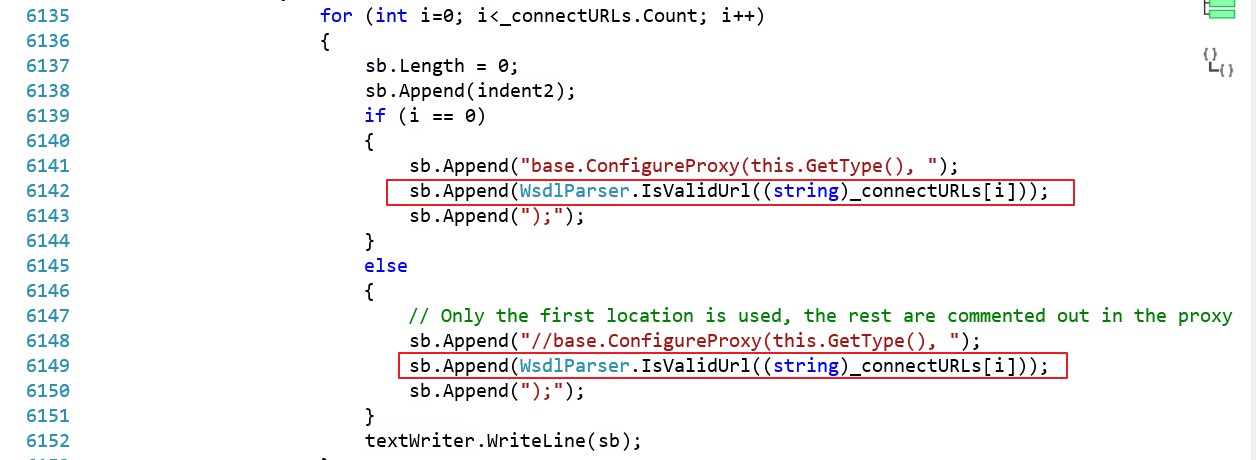 6135 for (int i=0; i<_connectURLs.Count; i++)
6136 {
6137 sb.Length = 0;
6138 sb.Append(indent2);
6139 if (i == 0)
6140 {
6141 sb.Append("base.ConfigureProxy(this.GetType(), ");
6142 sb.Append(WsdlParser.IsValidUrl((string)_connectURLs[i]));
6143 sb.Append(");");
6144 }
6145 else
6146 {
6147 // Only the first location is used, the rest are commented out in the proxy
6148 sb.Append("//base.ConfigureProxy(this.GetType(), ");
6149 sb.Append(WsdlParser.IsValidUrl((string)_connectURLs[i]));
6150 sb.Append(");");
6151 }
6152 textWriter.WriteLine(sb);